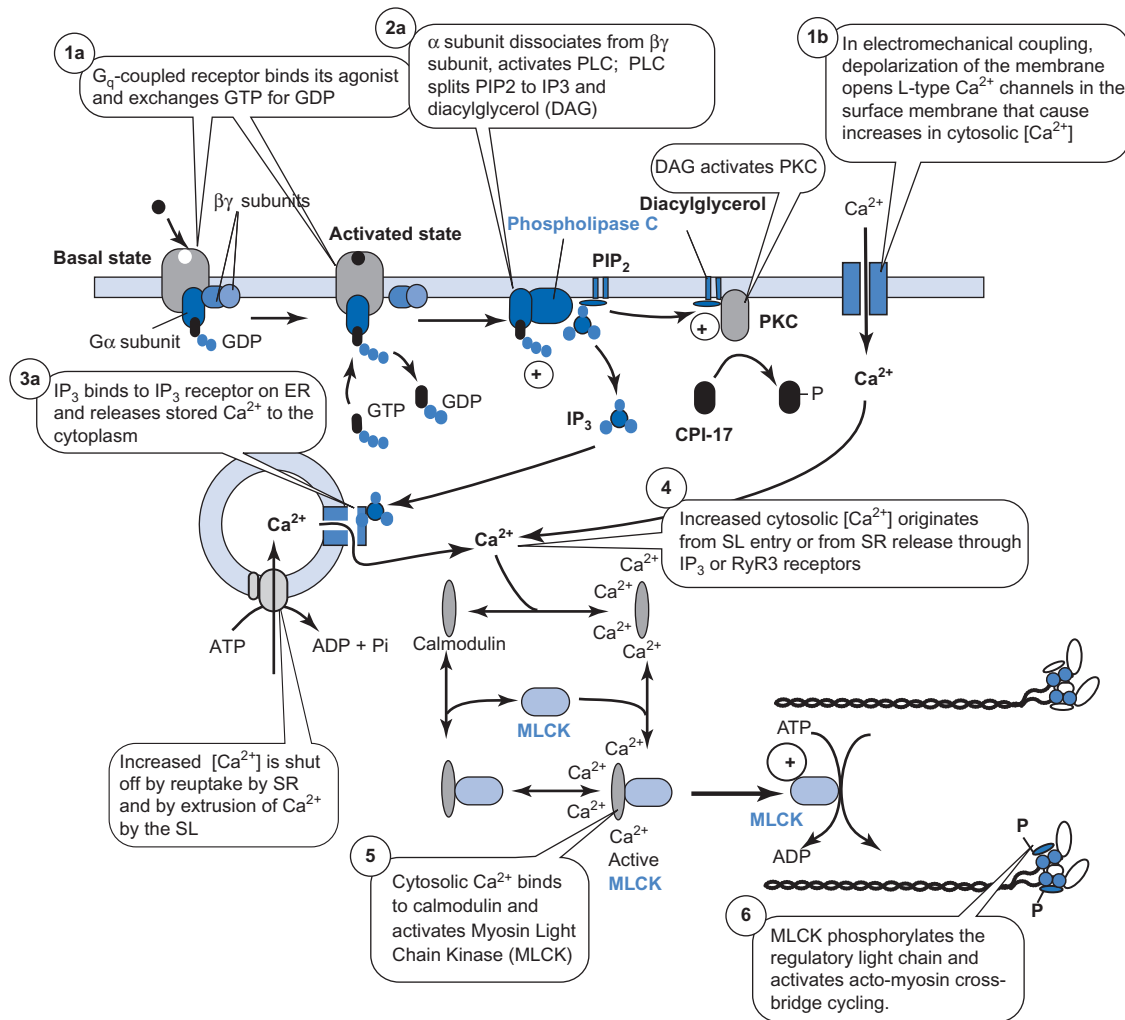 1a
Gq-coupled receptor binds its agonist
and exchanges GTP for GDP
2a
α subunit dissociates from βγ
subunit, activates PLC; PLC
splits PIP2 to IP3 and
diacylglycerol (DAG)
1b
In electromechanical coupling,
depolarization of the membrane
opens L-type Ca2+ channels in the
surface membrane that cause
increases in cytosolic [Ca2+]
DAG activates PKC
βγ subunits
Diacylglycerol
Ca2+
Phospholipase C
Activated state
Basal state
PIP2
+
PKC
Gα subunit
GDP
+
Ca2+
3a
IP3 binds to IP3 receptor on ER
and releases stored Ca2+ to the
cytoplasm
GTP
GDP
IP3
CPI-17
P
4
Increased cytosolic [Ca2+] originates
from SL entry or from SR release through
IP3 or RyR3 receptors
Ca2+
Ca2+
Ca2+
Ca2+
Ca2+
Ca2+
Ca2+
Calmodulin
ATP
ADP + Pi
MLCK
Increased [Ca2+] is shut
off by reuptake by SR
and by extrusion of Ca2+
by the SL
Ca2+
Ca2+
Ca2+
Ca2+
Active
MLCK
ATP
+
MLCK
ADP
P
P
5
Cytosolic Ca2+ binds
to calmodulin and
activates Myosin Light
Chain Kinase (MLCK)
6
MLCK phosphorylates the
regulatory light chain and
activates acto-myosin cross-
bridge cycling.